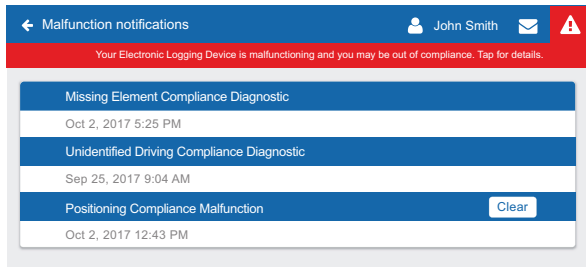 Malfunction notifications
John Smith
Your Electronic Logging Device is malfunctioning and you may be out of compliance. Tap for details.
Missing Element Compliance Diagnostic
Oct 2, 2017 5:25 PM
Unidentified Driving Compliance Diagnostic
Sep 25, 2017 9:04 AM
Positioning Compliance Malfunction
Clear
Oct 2, 2017 12:43 PM